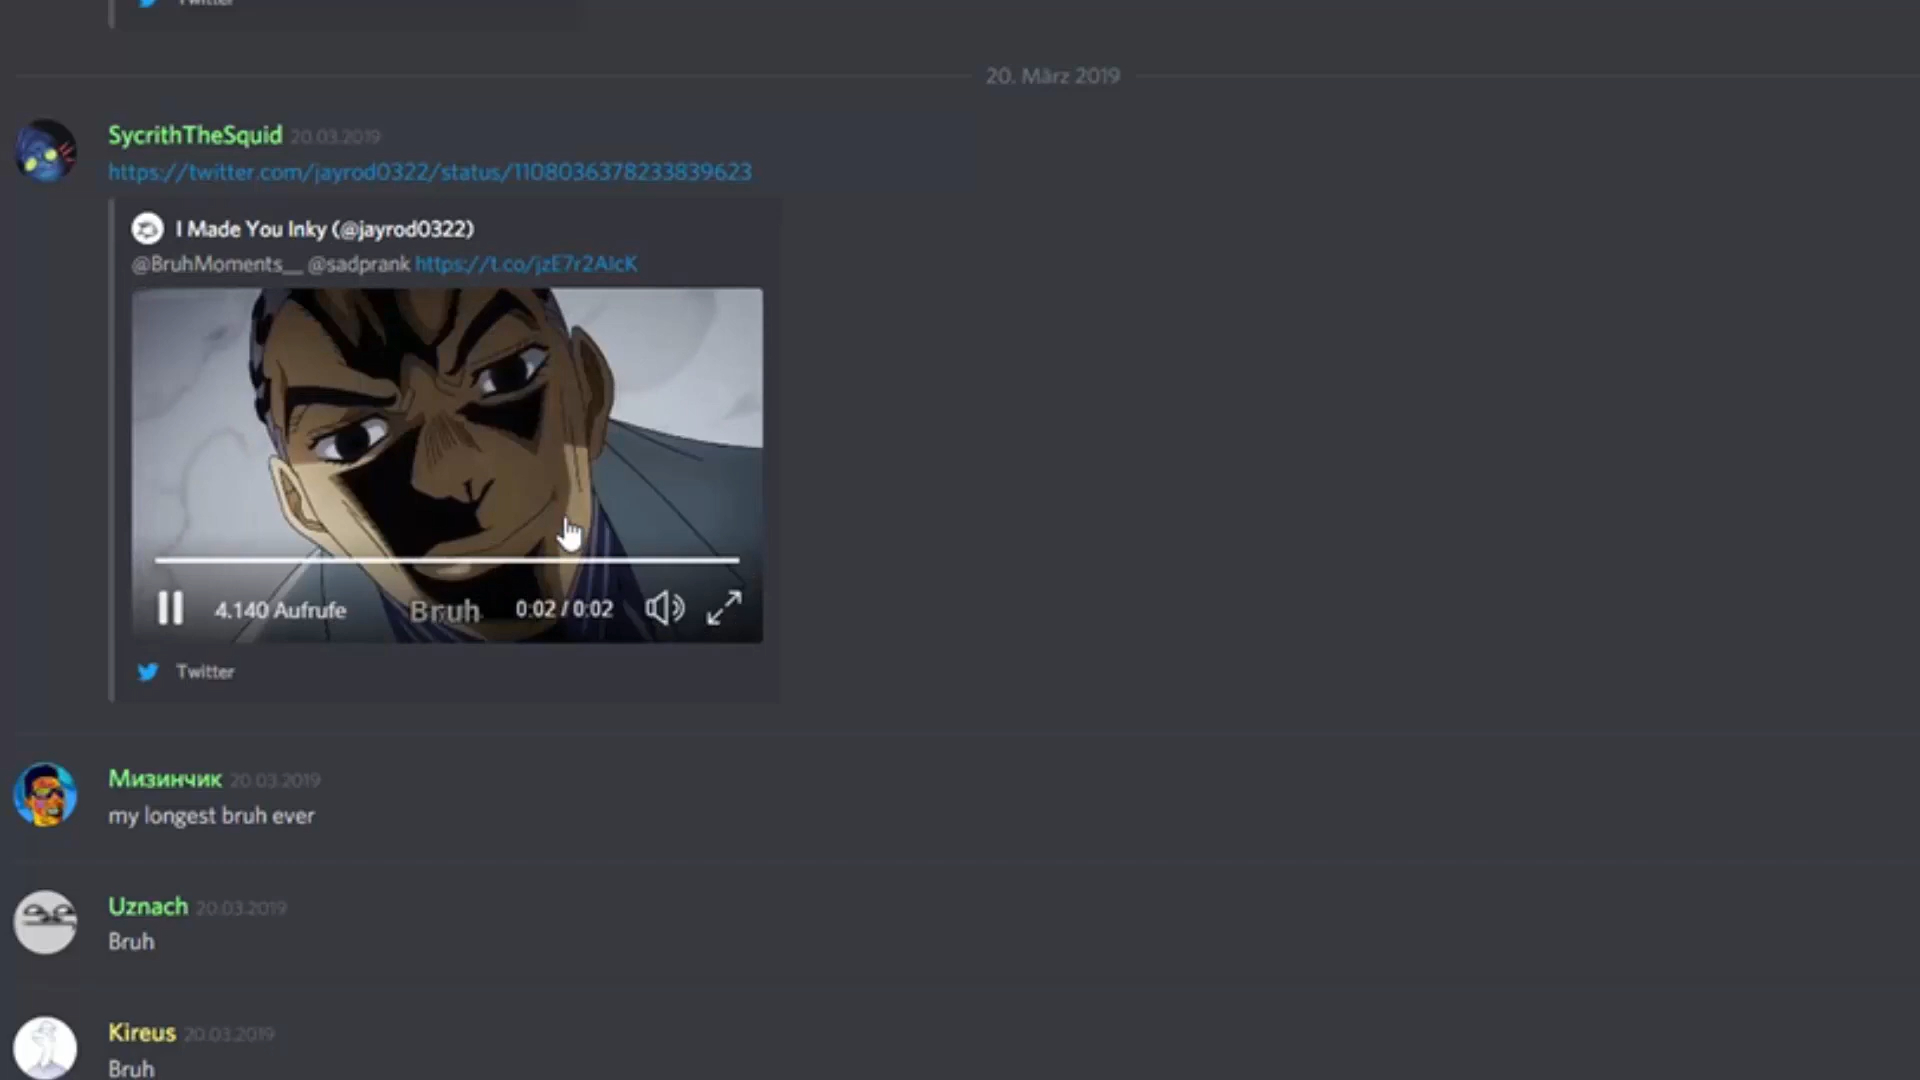 Twitter
20. März 2019
SycrithTheSquid 20.03.2019
https://twitter.com/jayrod0322/status/1108036378233839623
I Made You Inky (@jayrod0322)
@BruhMoments__ @sadprank https://t.co/jzE7r2AIcK
4.140 Aufrufe Bruh 0:02 / 0:02
Twitter
Мизинчик 20.03.2019
my longest bruh ever
Uznach 20.03.2019
Bruh
Kireus 20.03.2019
Bruh